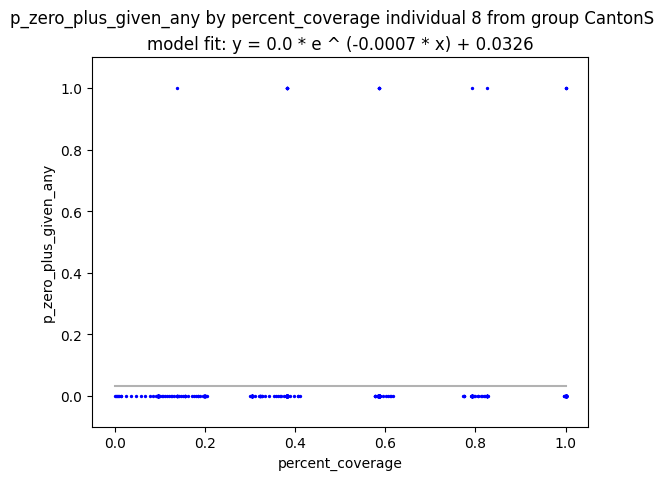 p_zero_plus_given_any by percent_coverage individual 8 from group CantonS
model fit: y = 0.0 * e ^ (-0.0007 * x) + 0.0326
p_zero_plus_given_any
1.0
0.8
0.6
0.4
0.2
0.0
0.0 0.2 0.4 0.6 0.8 1.0
percent_coverage